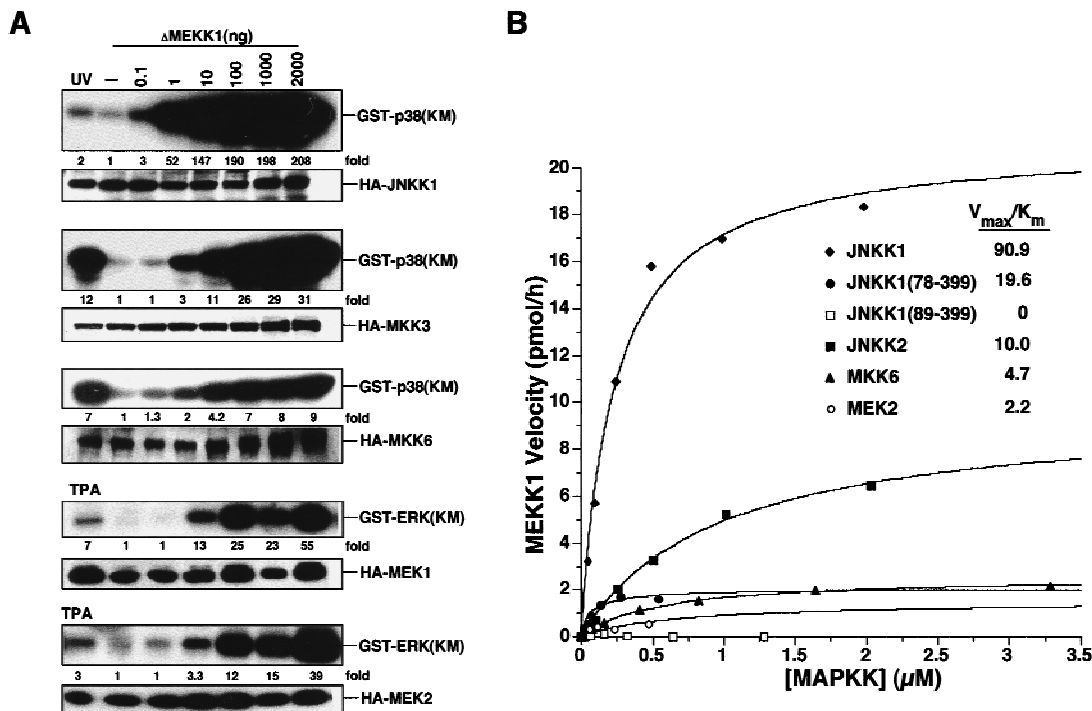 A
ΔMEKK1(ng)
UV — 0.1 1 10 100 1000 2000
GST-p38(KM)
2 1 3 52 147 190 198 208 fold
HA-JNKK1
GST-p38(KM)
12 1 1 3 11 26 29 31 fold
HA-MKK3
GST-p38(KM)
7 1 1.3 2 4.2 7 8 9 fold
HA-MKK6
TPA
GST-ERK(KM)
7 1 1 13 25 23 55 fold
HA-MEK1
TPA
GST-ERK(KM)
3 1 1 3.3 12 15 39 fold
HA-MEK2
B
MEKK1 Velocity (pmol/h)
20
18
16
14
12
10
8
6
4
2
0
Vmax/Km
JNKK1 90.9
JNKK1(78-399) 19.6
JNKK1(89-399) 0
JNKK2 10.0
MKK6 4.7
MEK2 2.2
0 0.5 1 1.5 2 2.5 3 3.5
[MAPKK] (μM)